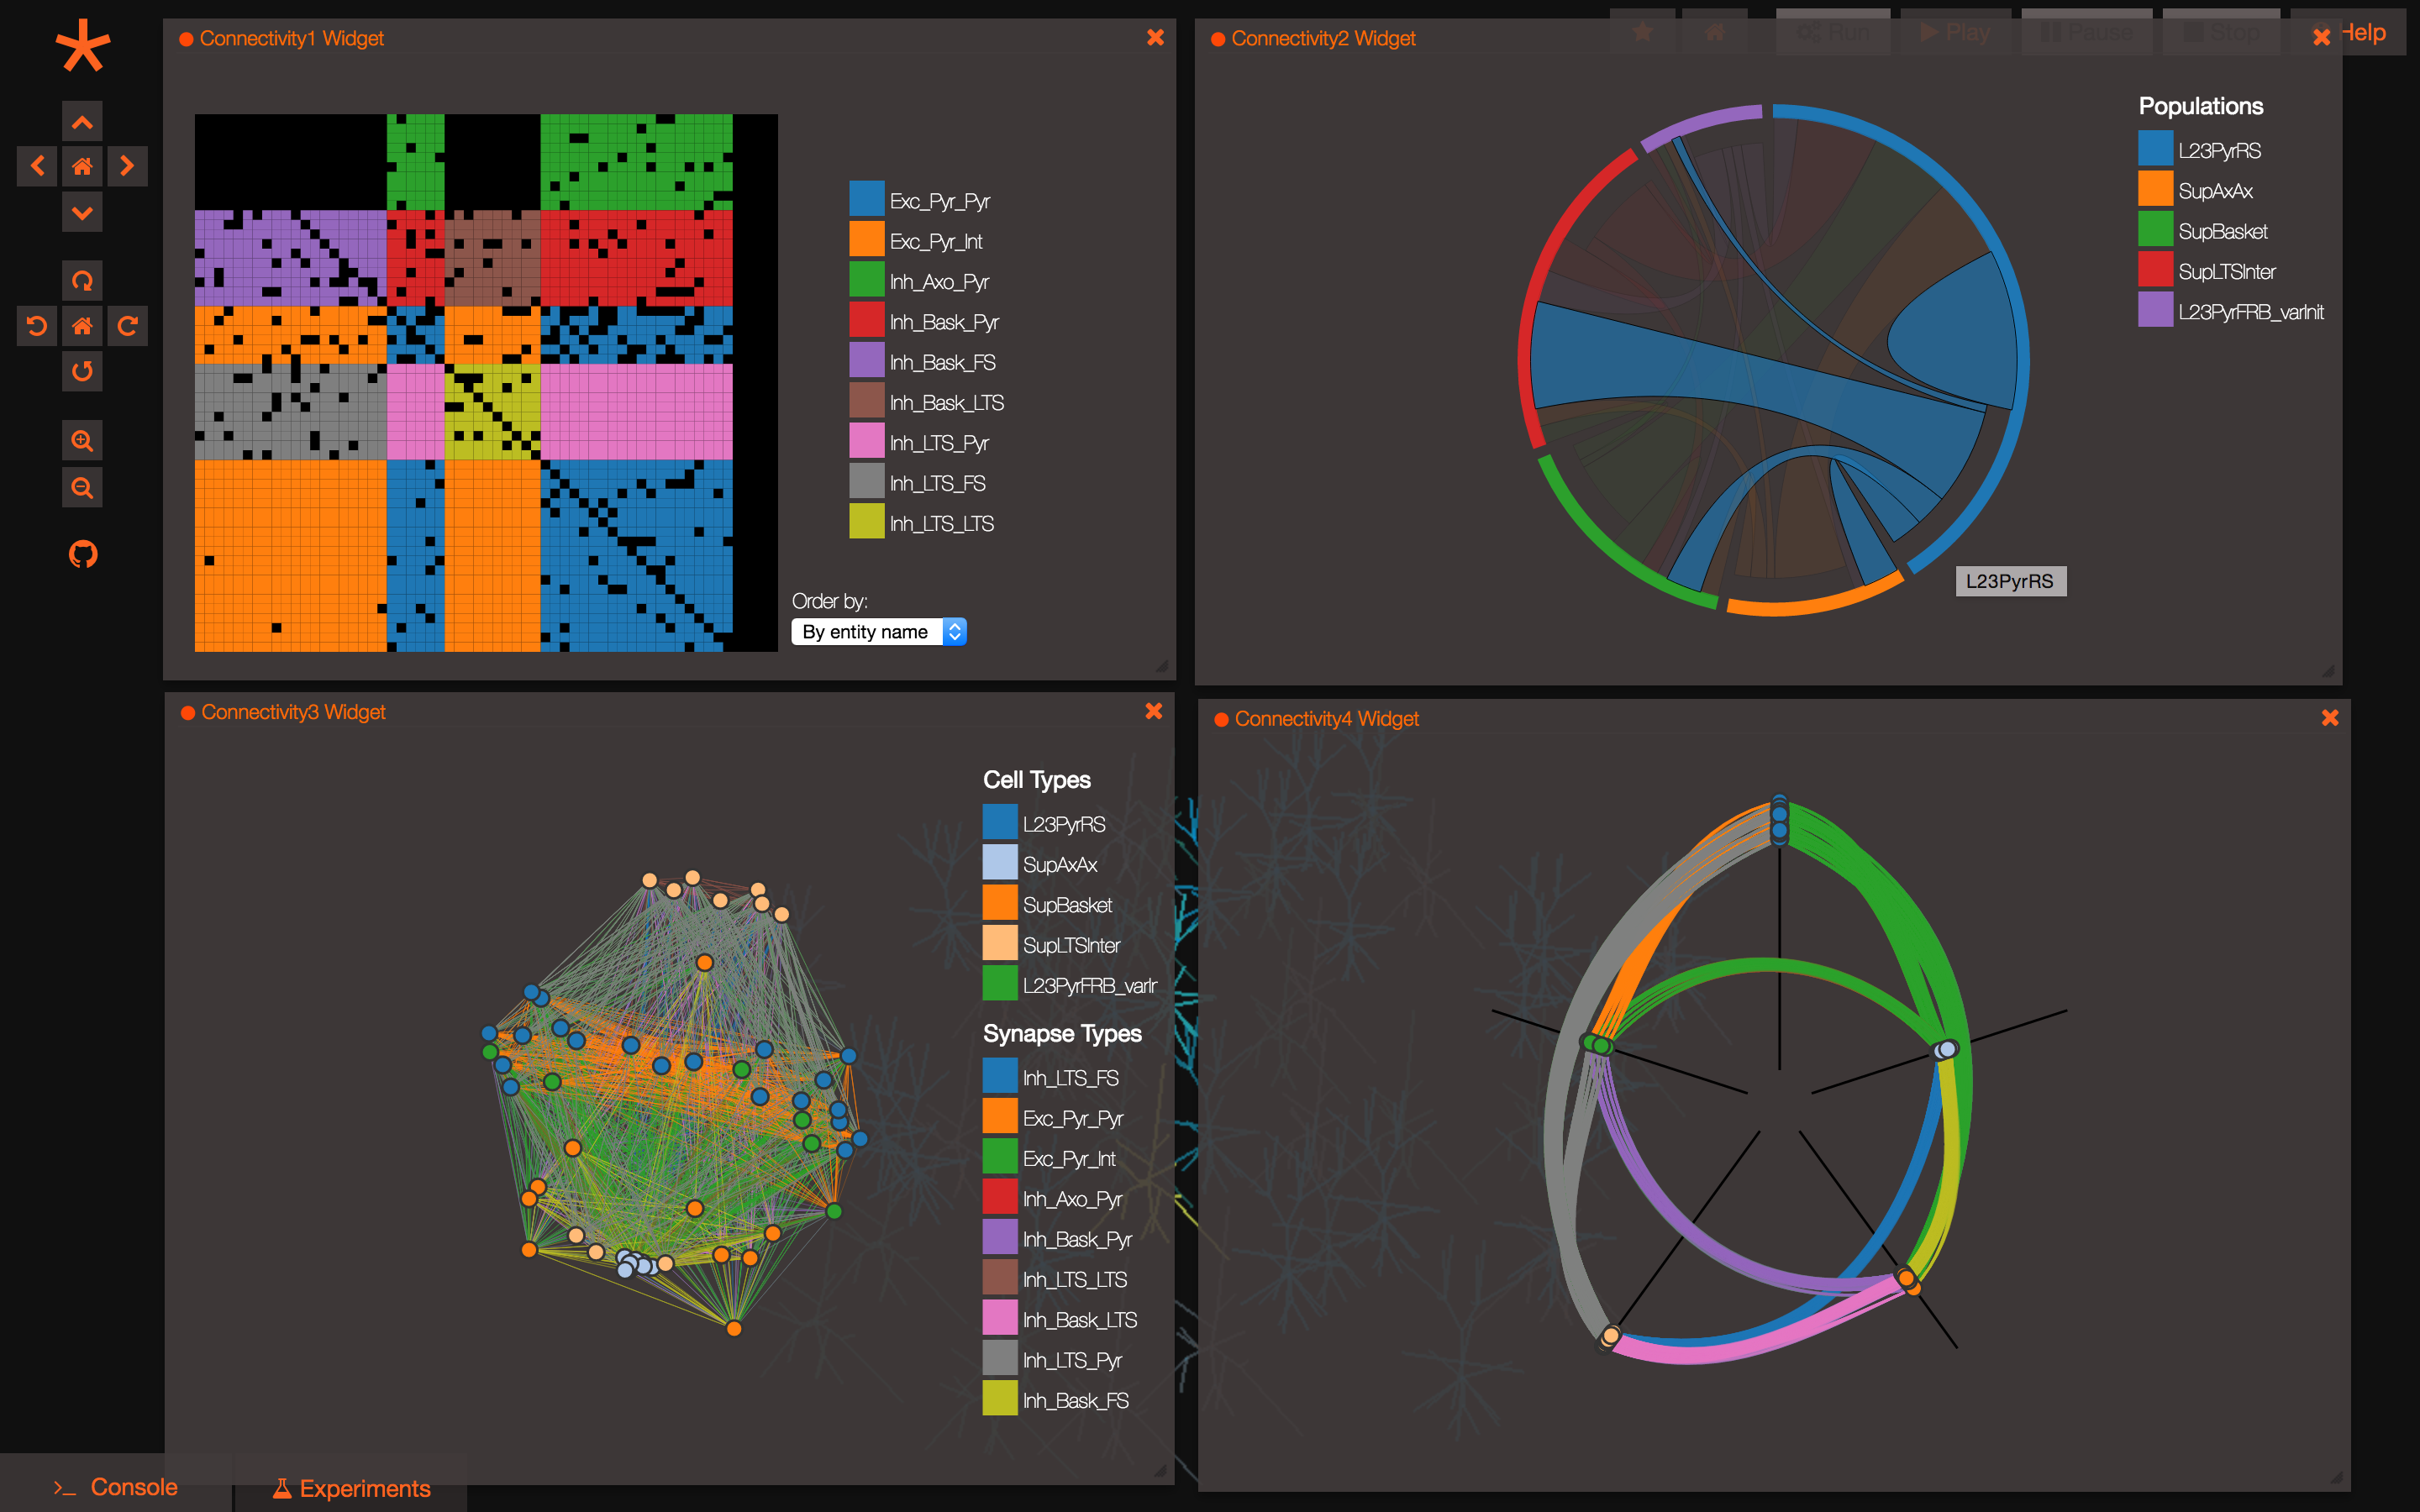 Connectivity1 Widget
Exc_Pyr_Pyr
Exc_Pyr_Int
Inh_Axo_Pyr
Inh_Bask_Pyr
Inh_Bask_FS
Inh_Bask_LTS
Inh_LTS_Pyr
Inh_LTS_FS
Inh_LTS_LTS
Order by:
By entity name
Connectivity2 Widget
Run
Play
Pause
Stop
Help
Populations
L23PyrRS
SupAxAx
SupBasket
SupLTSInter
L23PyrFRB_varInit
L23PyrRS
Connectivity3 Widget
Cell Types
L23PyrRS
SupAxAx
SupBasket
SupLTSInter
L23PyrFRB_varIr
Synapse Types
Inh_LTS_FS
Exc_Pyr_Pyr
Exc_Pyr_Int
Inh_Axo_Pyr
Inh_Bask_Pyr
Inh_LTS_LTS
Inh_Bask_LTS
Inh_LTS_Pyr
Inh_Bask_FS
Connectivity4 Widget
>_ Console
Experiments